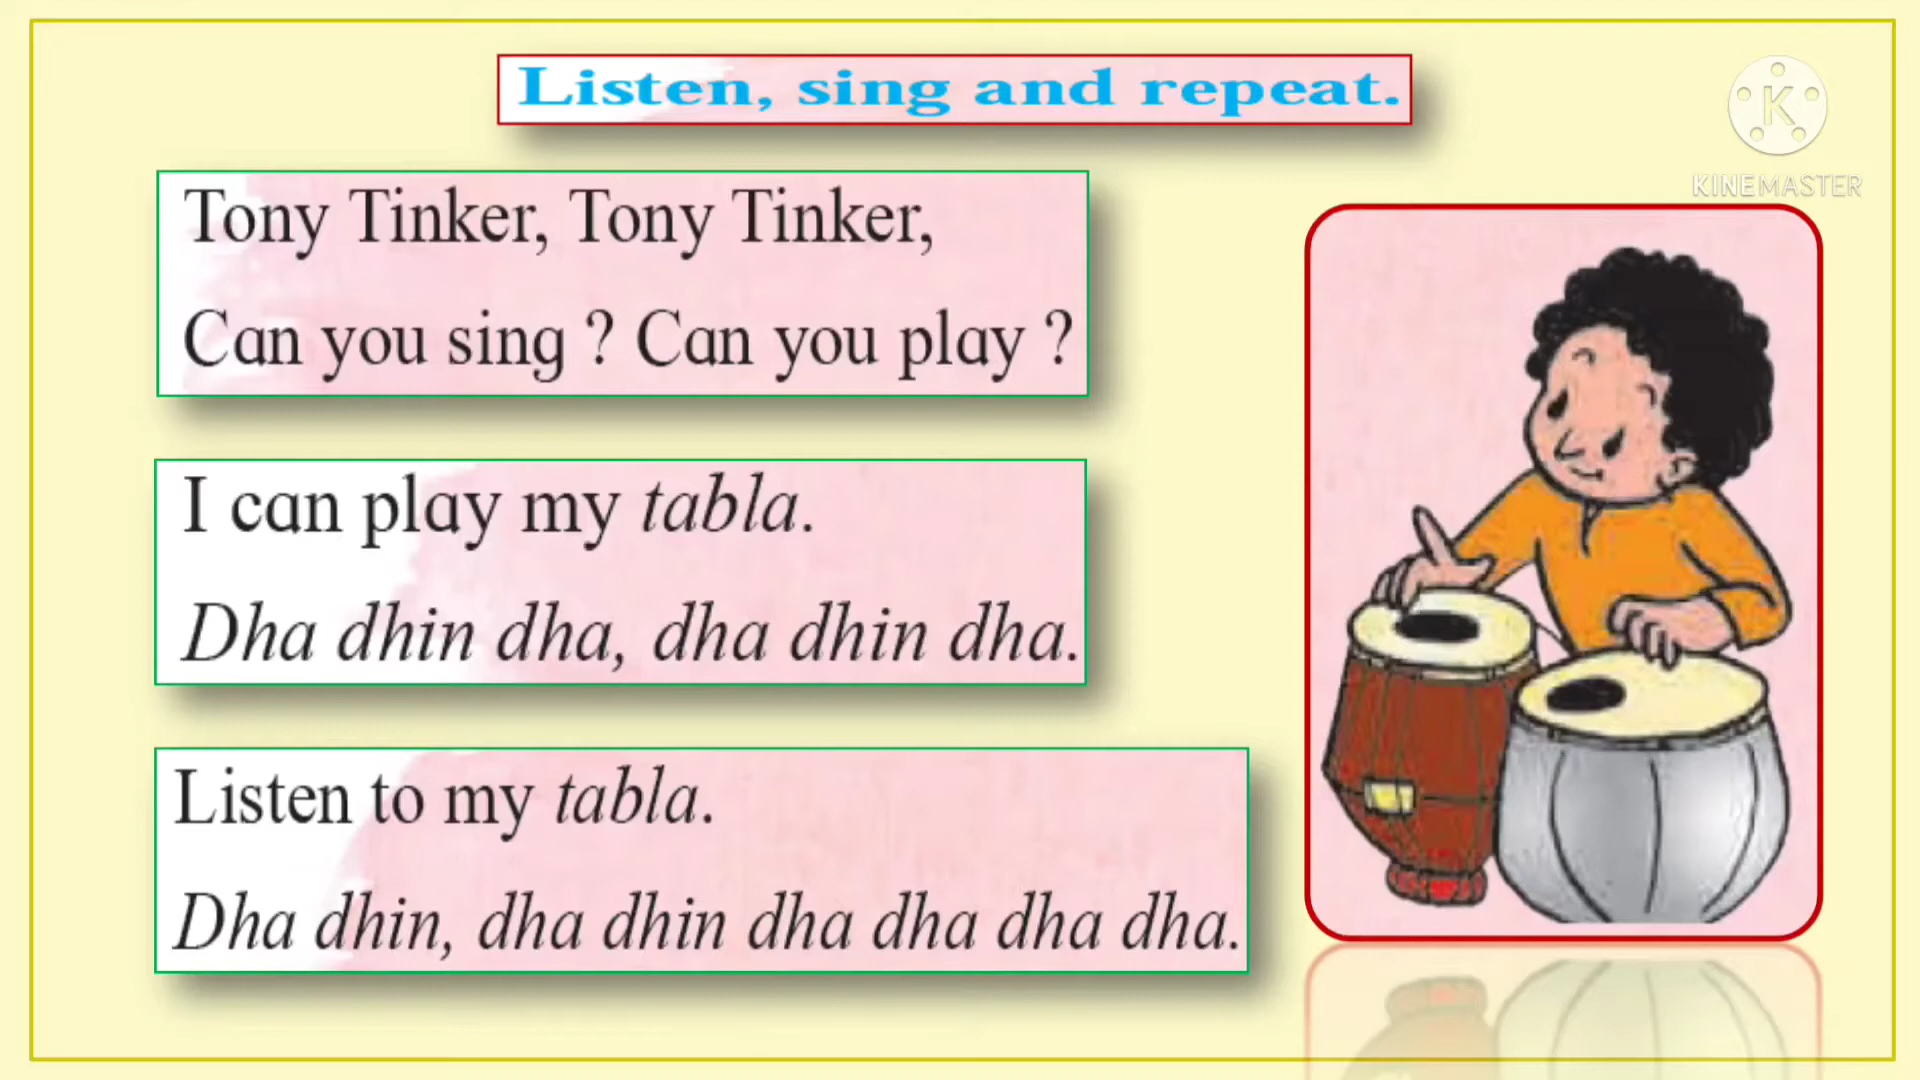 Listen, sing and repeat.
KINEMASTER
Tony Tinker, Tony Tinker,
Can you sing ? Can you play ?
I can play my tabla.
Dha dhin dha, dha dhin dha.
Listen to my tabla.
Dha dhin, dha dhin dha dha dha dha.